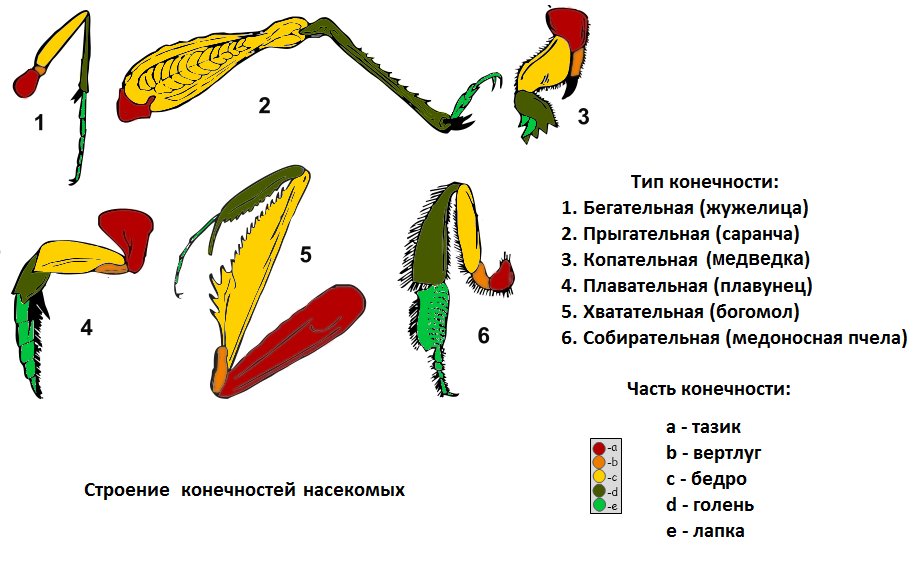 1
2
3
4
5
6
Тип конечности:
1. Бегательная (жужелица)
2. Прыгательная (саранча)
3. Копательная (медведка)
4. Плавательная (плавунец)
5. Хватательная (богомол)
6. Собирательная (медоносная пчела)
Часть конечности:
a - тазик
b - вертлуг
c - бедро
d - голень
e - лапка
-a
-b
-c
-d
-e
Строение конечностей насекомых